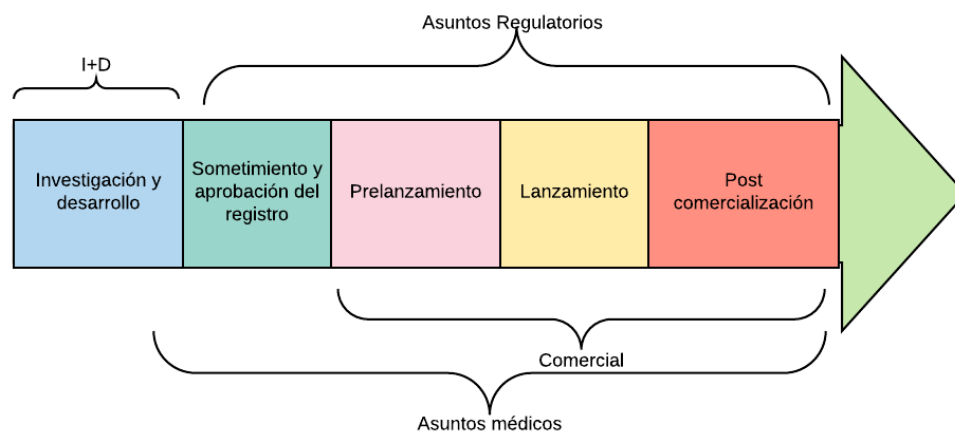 Asuntos Regulatorios
I+D
Investigación y
desarrollo
Sometimiento y
aprobación del
registro
Prelanzamiento
Lanzamiento
Post
comercialización
Comercial
Asuntos médicos